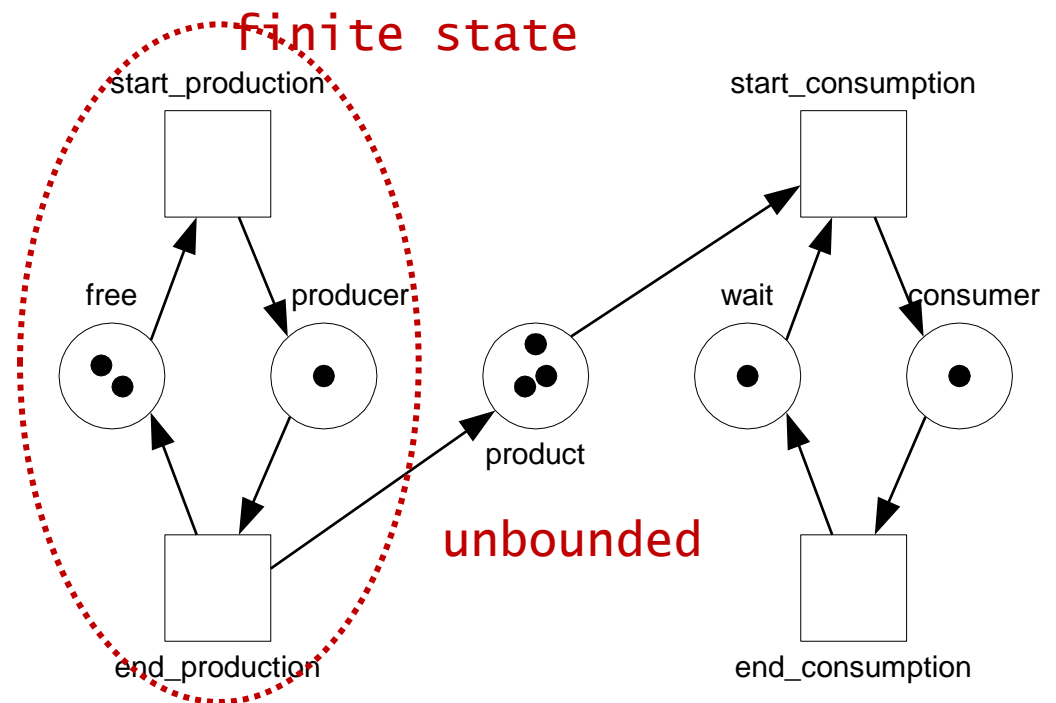 finite state
start_production
start_consumption
free
producer
wait
consumer
product
unbounded
end_production
end_consumption